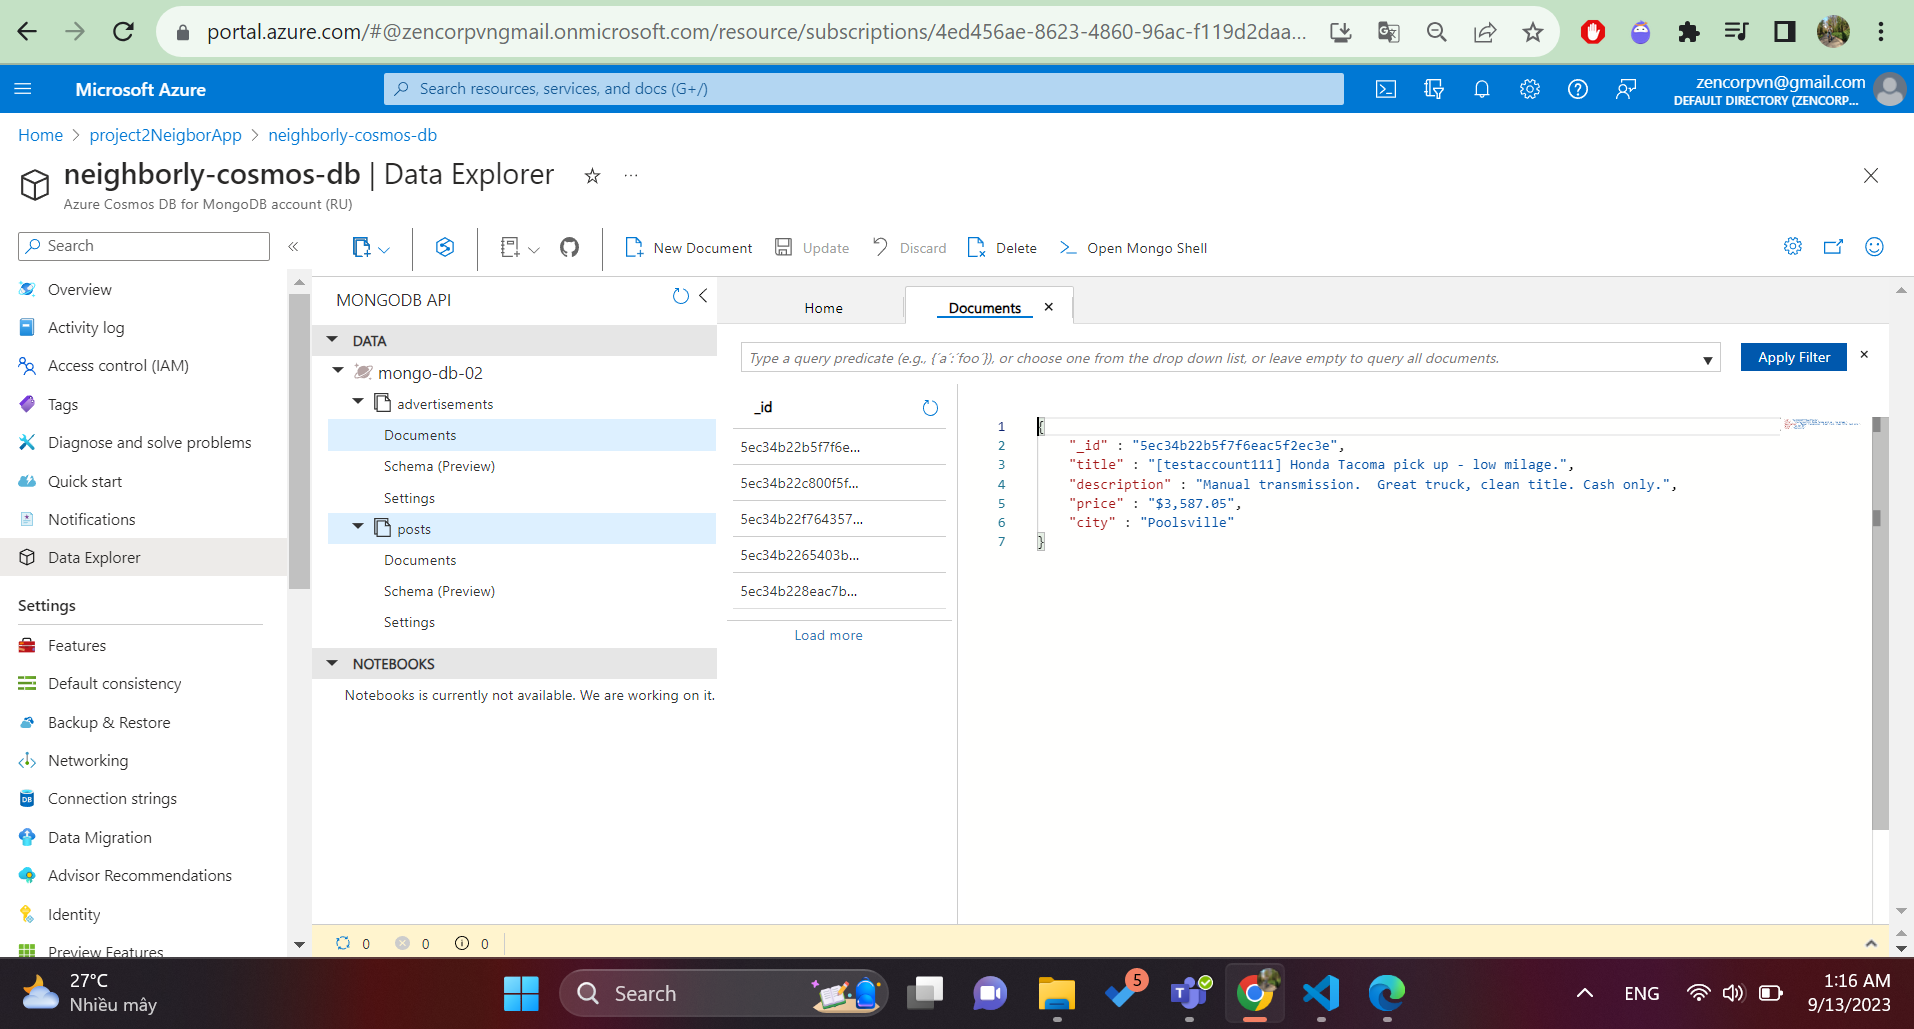 portal.azure.com/#@zencorpvngmail.onmicrosoft.com/resource/subscriptions/4ed456ae-8623-4860-96ac-f119d2daa...
Microsoft Azure
Search resources, services, and docs (G+/)
zencorpvn@gmail.com
DEFAULT DIRECTORY (ZENCORP...
Home > project2NeigborApp > neighborly-cosmos-db
neighborly-cosmos-db | Data Explorer
Azure Cosmos DB for MongoDB account (RU)
Search
New Document
Update
Discard
Delete
Open Mongo Shell
Overview
Activity log
Access control (IAM)
Tags
Diagnose and solve problems
Quick start
Notifications
Data Explorer
Settings
Features
Default consistency
Backup & Restore
Networking
Connection strings
Data Migration
Advisor Recommendations
Identity
Preview Features
MONGODB API
DATA
mongo-db-02
advertisements
Documents
Schema (Preview)
Settings
posts
Documents
Schema (Preview)
Settings
NOTEBOOKS
Notebooks is currently not available. We are working on it.
Home
Documents
Type a query predicate (e.g., {´a´:´foo´}), or choose one from the drop down list, or leave empty to query all documents.
Apply Filter
_id
5ec34b22b5f7f6e...
5ec34b22c800f5f...
5ec34b22f764357...
5ec34b2265403b...
5ec34b228eac7b...
Load more
1 {
2 "_id" : "5ec34b22b5f7f6eac5f2ec3e",
3 "title" : "[testaccount111] Honda Tacoma pick up - low milage.",
4 "description" : "Manual transmission.  Great truck, clean title. Cash only.",
5 "price" : "$3,587.05",
6 "city" : "Poolsville"
7 }
0 0 0
27°C
Nhiều mây
Search
5
ENG
1:16 AM
9/13/2023